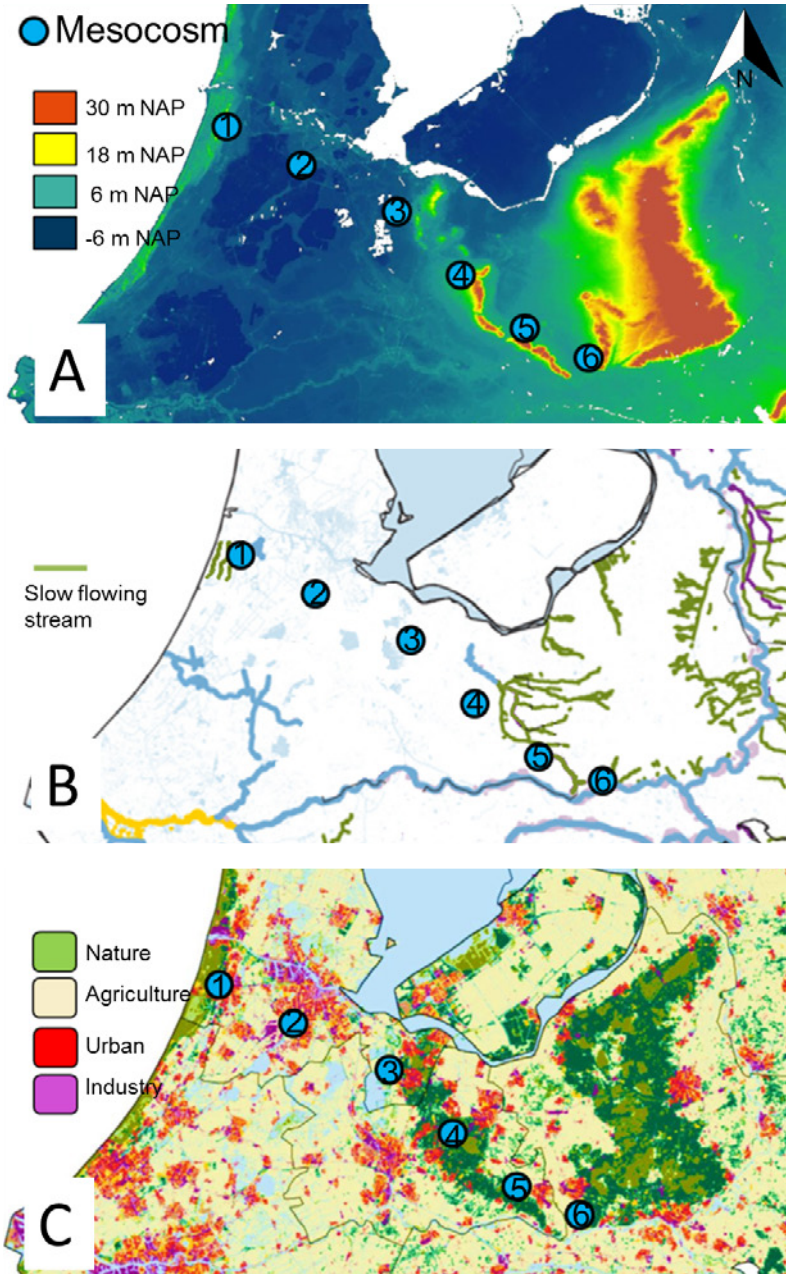 Mesocosm
N
30 m NAP
18 m NAP
6 m NAP
-6 m NAP
1
2
3
4
5
6
A
Slow flowing
stream
1
2
3
4
5
6
B
Nature
Agriculture
Urban
Industry
1
2
3
4
5
6
C